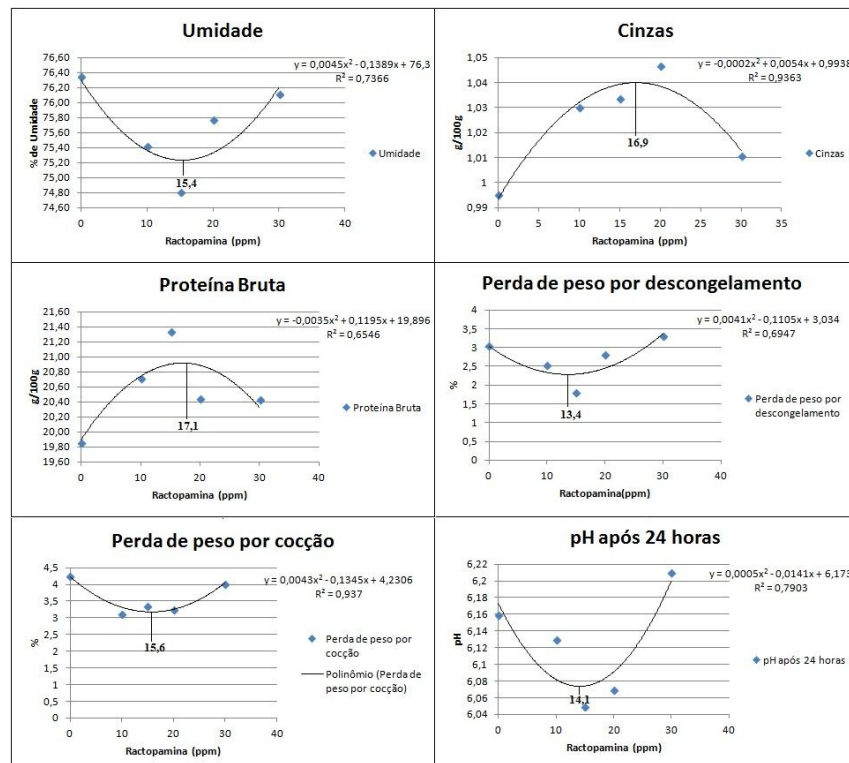 Umidade
y = 0,0045x² - 0,1389x + 76,3
R² = 0,7366
76,60
76,40
76,20
76,00
75,80
75,60
75,40
75,20
75,00
74,80
74,60
% de Umidade
15,4
Umidade
0
10
20
30
40
Ractopamina (ppm)
Cinzas
y = -0,0002x² + 0,0054x + 0,9938
R² = 0,9363
1,05
1,04
1,03
1,02
1,01
1
0,99
g/100g
16,9
Cinzas
0
5
10
15
20
25
30
35
Ractopamina (ppm)
Proteína Bruta
y = -0,0035x² + 0,1195x + 19,896
R² = 0,6546
21,60
21,40
21,20
21,00
20,80
20,60
20,40
20,20
20,00
19,80
19,60
g/100g
17,1
Proteína Bruta
0
10
20
30
40
Ractopamina (ppm)
Perda de peso por descongelamento
y = 0,0041x² - 0,1105x + 3,034
R² = 0,6947
4
3,5
3
2,5
2
1,5
1
0,5
0
%
13,4
Perda de peso por
descongelamento
0
10
20
30
40
Ractopamina(ppm)
Perda de peso por cocção
y = 0,0043x² - 0,1345x + 4,2306
R² = 0,937
4,5
4
3,5
3
2,5
2
1,5
1
0,5
0
%
15,6
Perda de peso por
cocção
Polinômio (Perda de
peso por cocção)
0
10
20
30
40
Ractopamina (ppm)
pH após 24 horas
y = 0,0005x² - 0,0141x + 6,173
R² = 0,7903
6,22
6,2
6,18
6,16
6,14
6,12
6,1
6,08
6,06
6,04
pH
14,1
pH após 24 horas
0
10
20
30
40
Ractopamina (ppm)